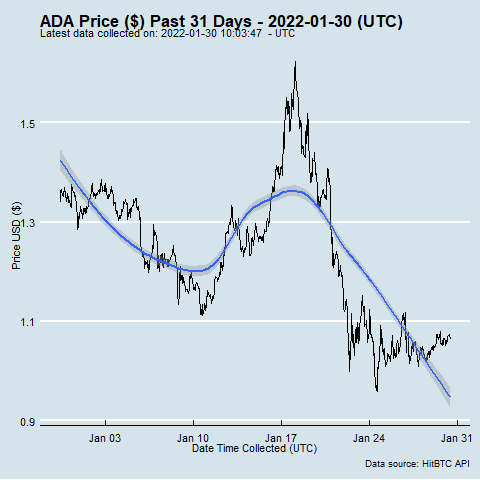 ADA Price ($) Past 31 Days - 2022-01-30 (UTC)
Latest data collected on: 2022-01-30 10:03:47  - UTC
Price USD ($)
1.5
1.3
1.1
0.9
Jan 03
Jan 10
Jan 17
Jan 24
Jan 31
Date Time Collected (UTC)
Data source: HitBTC API